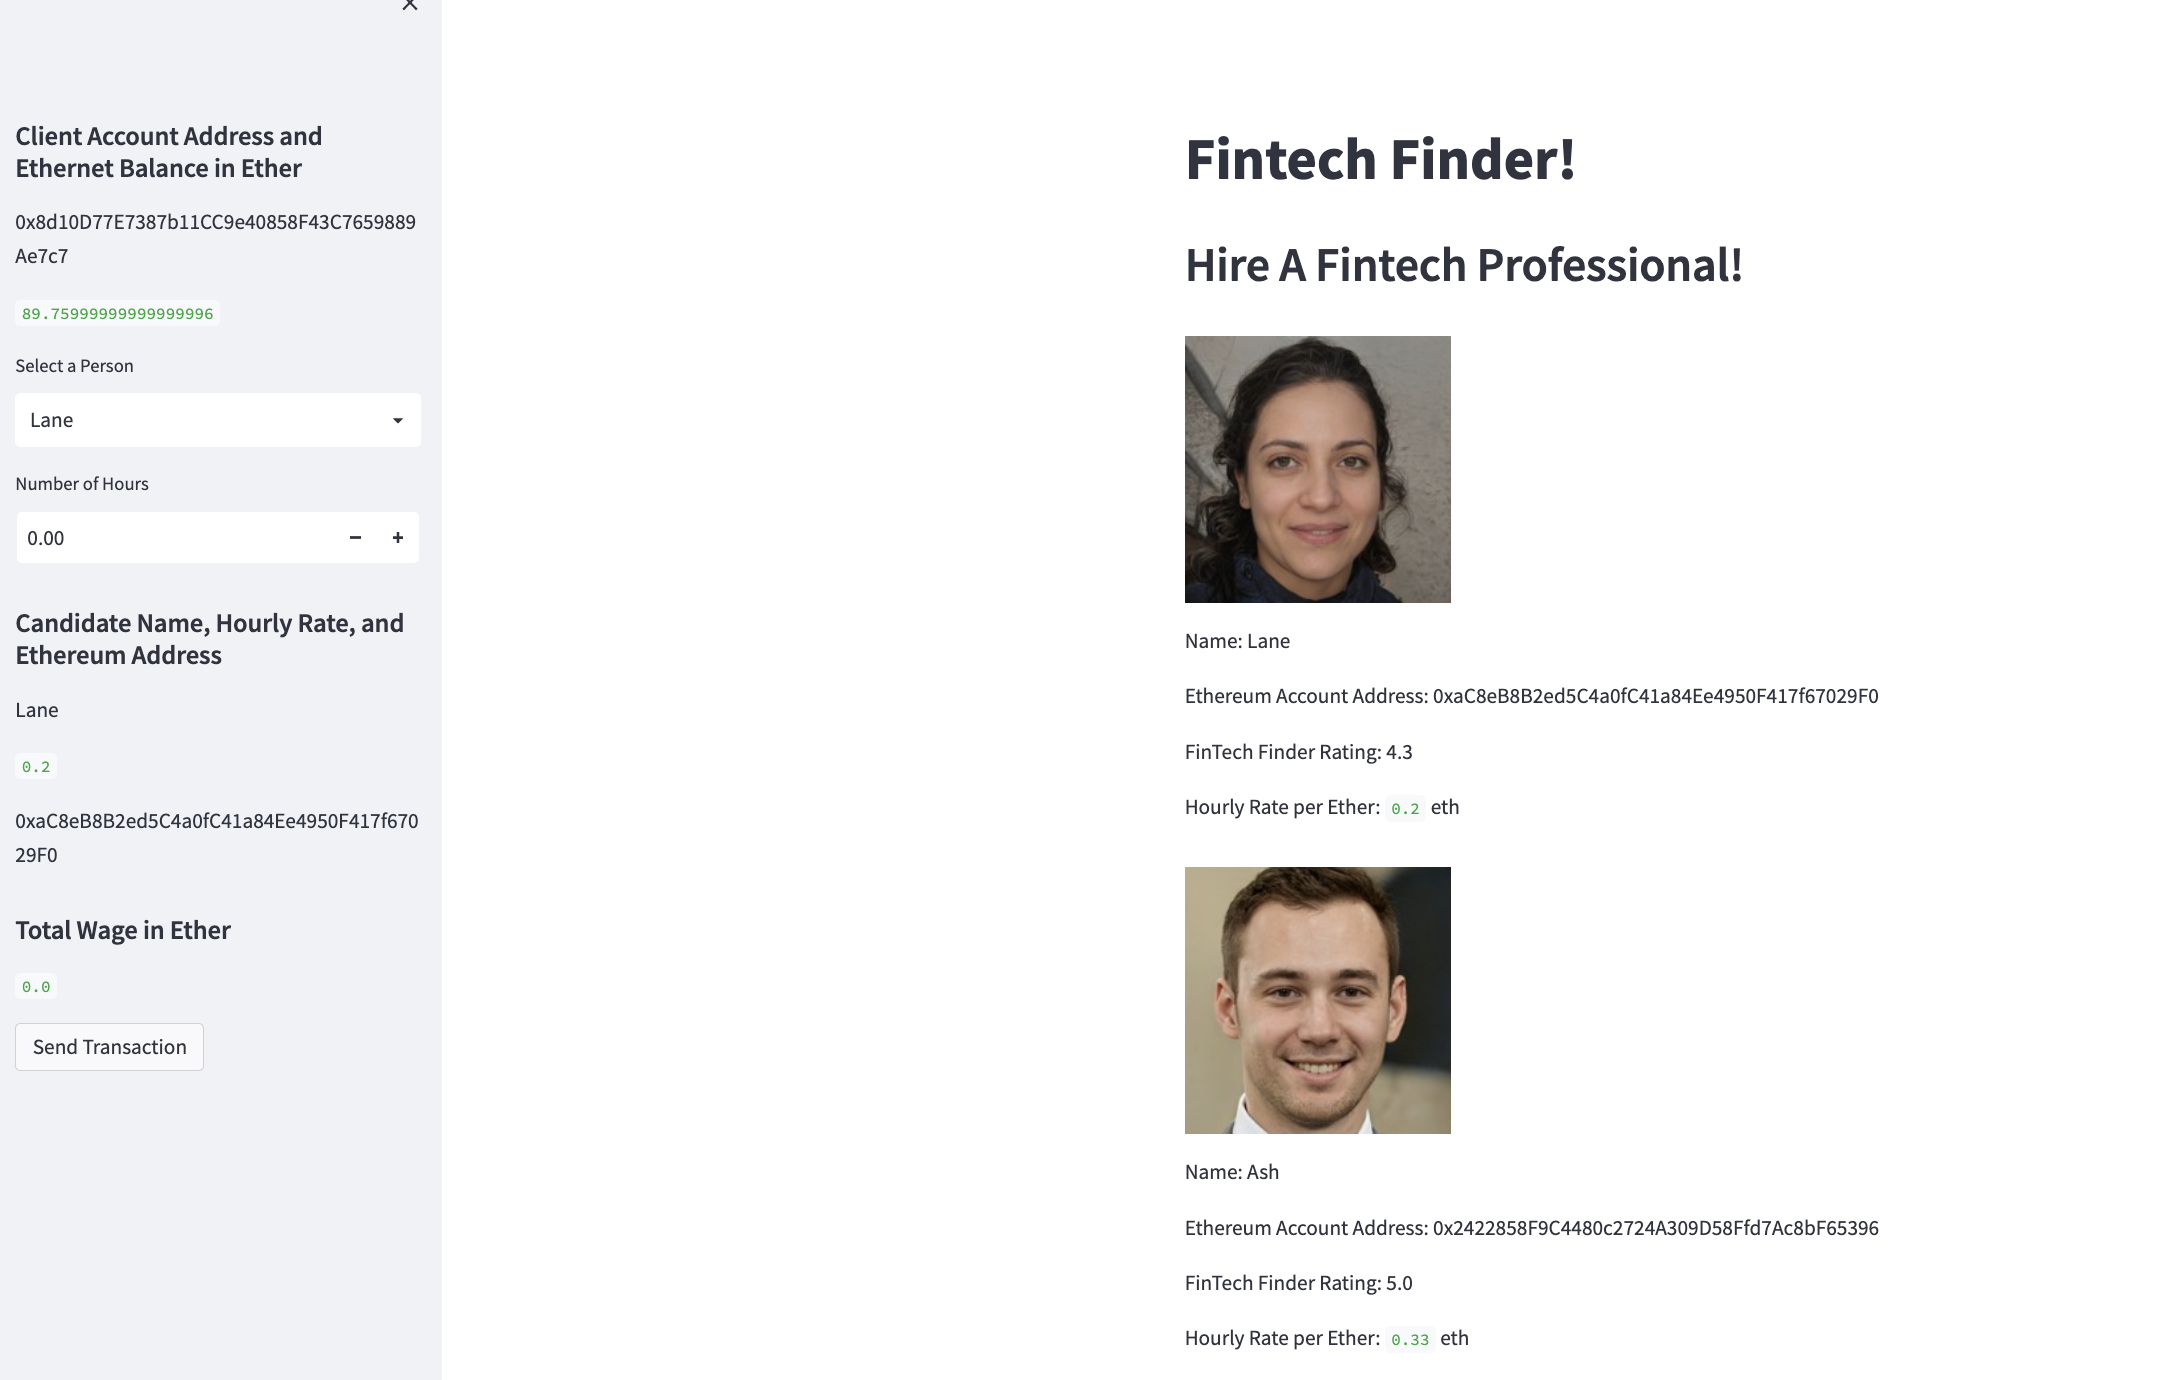 Client Account Address and
Ethernet Balance in Ether
0x8d10D77E7387b11CC9e40858F43C7659889
Ae7c7
89.75999999999999996
Select a Person
Lane
Number of Hours
0.00
Candidate Name, Hourly Rate, and
Ethereum Address
Lane
0.2
0xaC8eB8B2ed5C4a0fC41a84Ee4950F417f670
29F0
Total Wage in Ether
0.0
Send Transaction
Fintech Finder!
Hire A Fintech Professional!
Name: Lane
Ethereum Account Address: 0xaC8eB8B2ed5C4a0fC41a84Ee4950F417f67029F0
FinTech Finder Rating: 4.3
Hourly Rate per Ether: 0.2 eth
Name: Ash
Ethereum Account Address: 0x2422858F9C4480c2724A309D58Ffd7Ac8bF65396
FinTech Finder Rating: 5.0
Hourly Rate per Ether: 0.33 eth